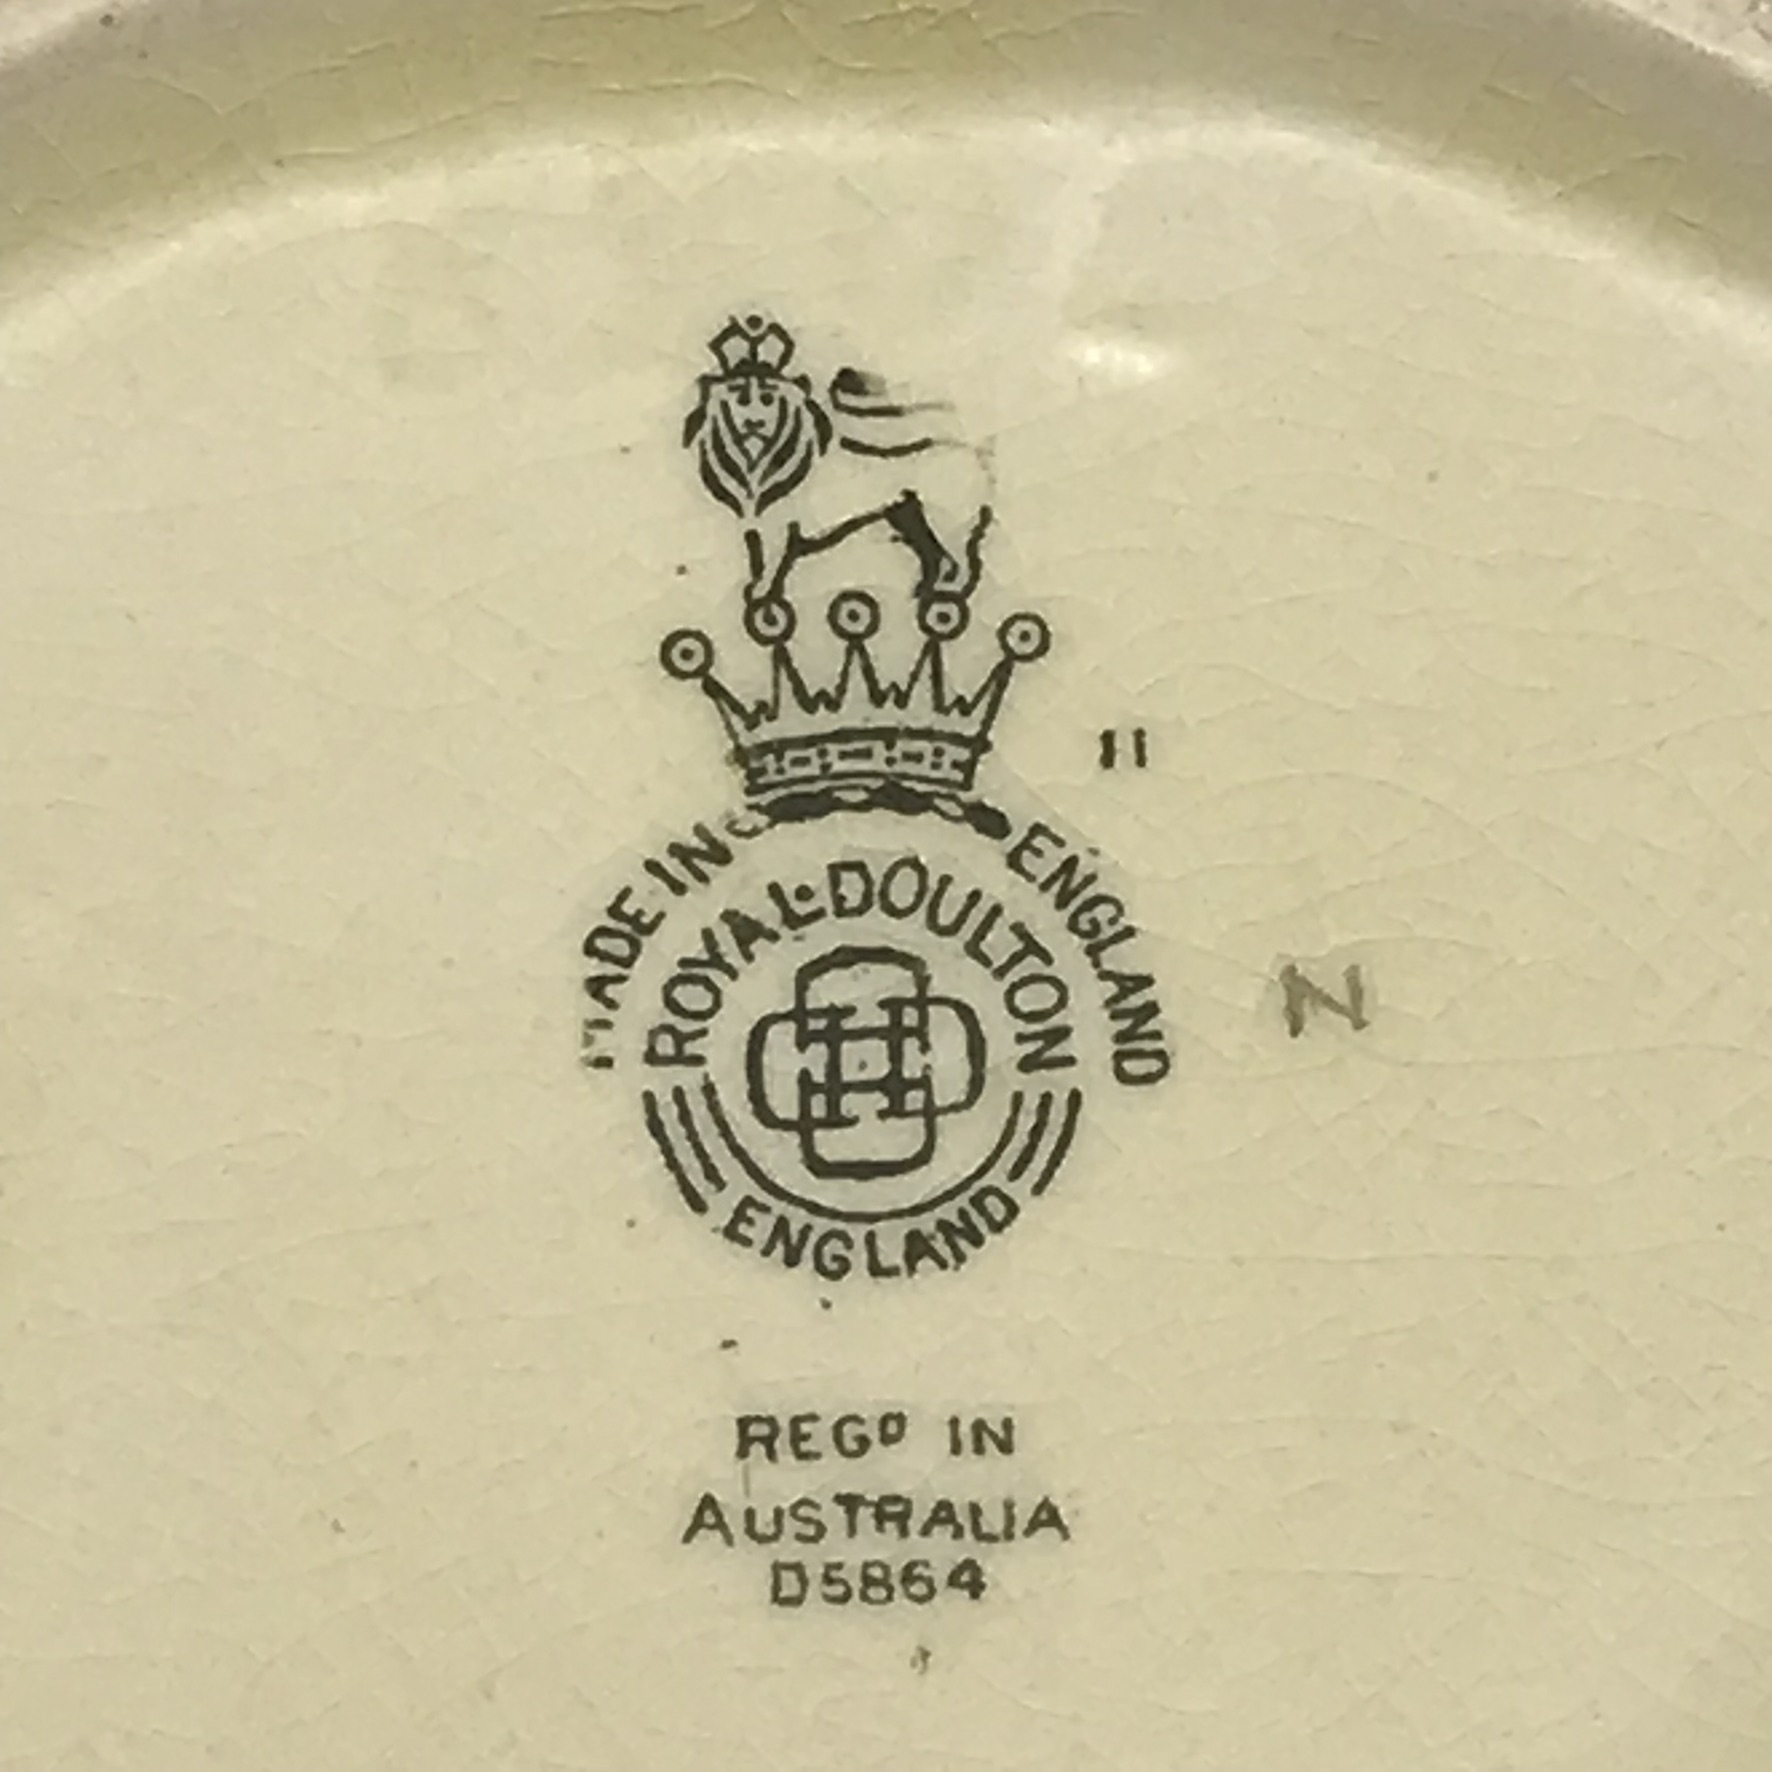 11
MADE IN ENGLAND
ROYAL·DOULTON
ENGLAND
N
REGᴰ IN
AUSTRALIA
D5864